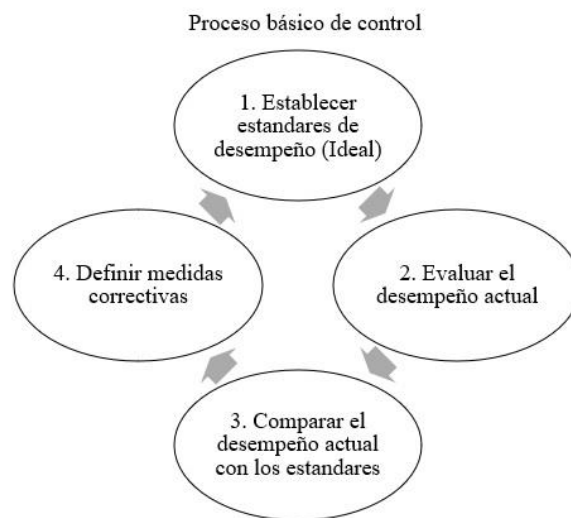 Proceso básico de control
1. Establecer
estandares de
desempeño (Ideal)
4. Definir medidas
correctivas
2. Evaluar el
desempeño actual
3. Comparar el
desempeño actual
con los estandares